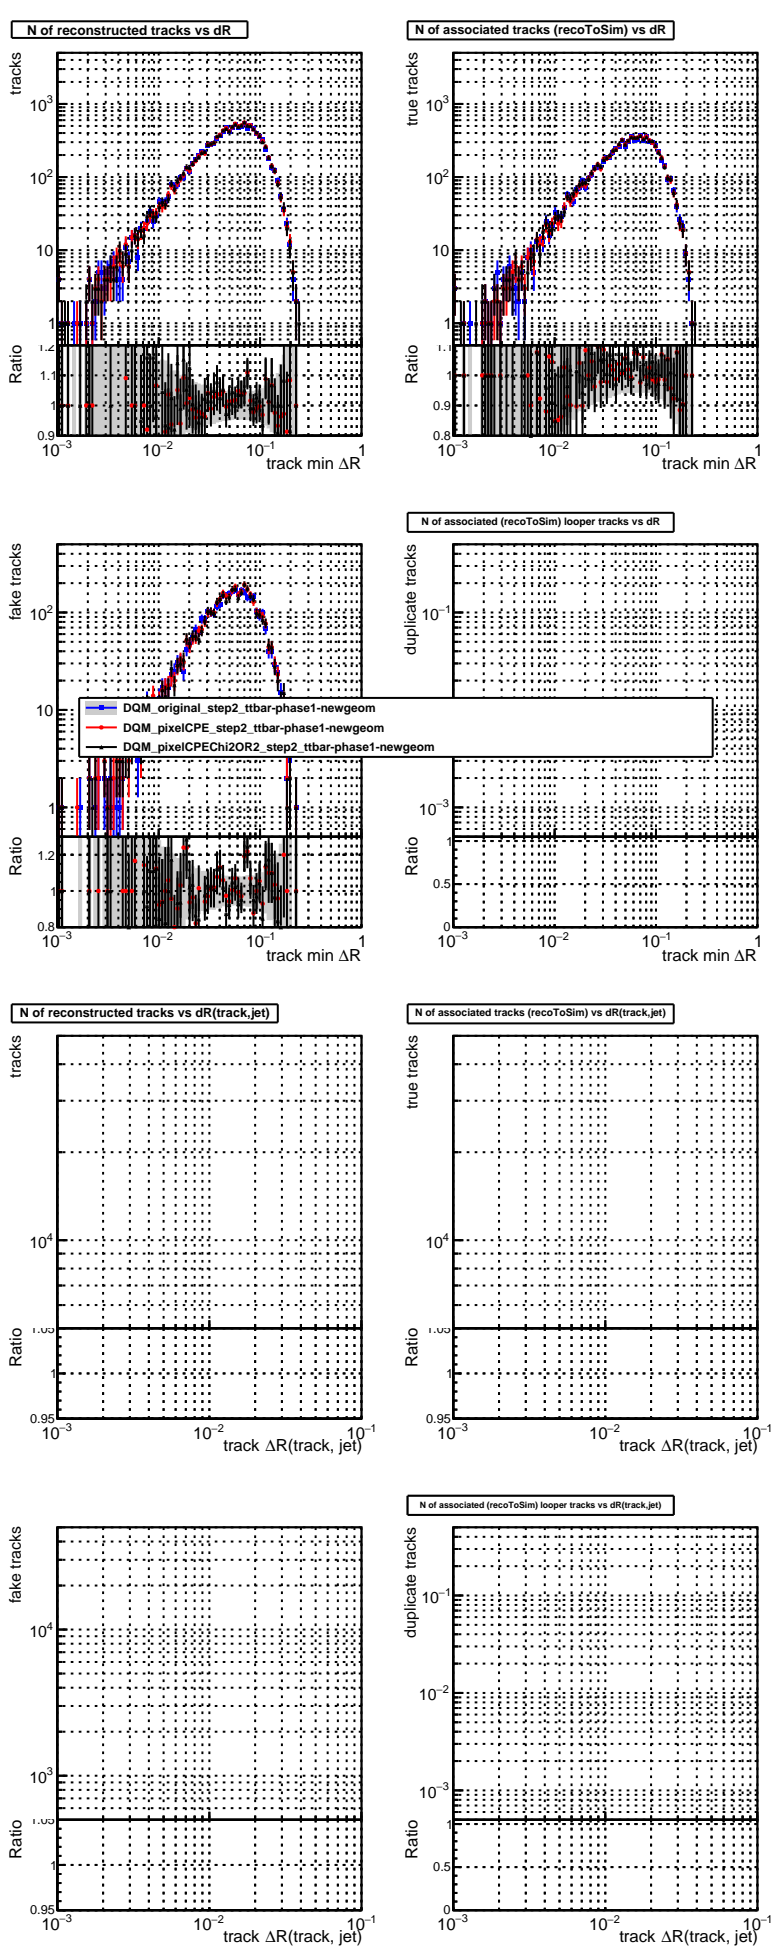 N of reconstructed tracks vs dR
tracks
10³
10²
10
1
Ratio
1.2
1.1
1
0.9
10⁻³
10⁻²
10⁻¹
1
track min ΔR
N of associated tracks (recoToSim) vs dR
true tracks
10³
10²
10
1
Ratio
1.1
1
0.9
0.8
10⁻³
10⁻²
10⁻¹
1
track min ΔR
fake tracks
10²
10
1
Ratio
1.2
1
0.8
10⁻³
10⁻²
10⁻¹
1
track min ΔR
N of associated (recoToSim) looper tracks vs dR
duplicate tracks
10⁻¹
10⁻³
Ratio
1
0.5
0
10⁻³
10⁻²
10⁻¹
1
track min ΔR
DQM_original_step2_ttbar-phase1-newgeom
DQM_pixelCPE_step2_ttbar-phase1-newgeom
DQM_pixelCPEChi2OR2_step2_ttbar-phase1-newgeom
N of reconstructed tracks vs dR(track,jet)
tracks
10⁴
Ratio
1.05
1
0.95
10⁻³
10⁻²
10⁻¹
track ΔR(track, jet)
N of associated tracks (recoToSim) vs dR(track,jet)
true tracks
10⁴
Ratio
1.05
1
0.95
10⁻³
10⁻²
10⁻¹
track ΔR(track, jet)
fake tracks
10⁴
10³
Ratio
1.05
1
0.95
10⁻³
10⁻²
10⁻¹
track ΔR(track, jet)
N of associated (recoToSim) looper tracks vs dR(track,jet)
duplicate tracks
10⁻¹
10⁻²
10⁻³
Ratio
1
0.5
0
10⁻³
10⁻²
10⁻¹
track ΔR(track, jet)